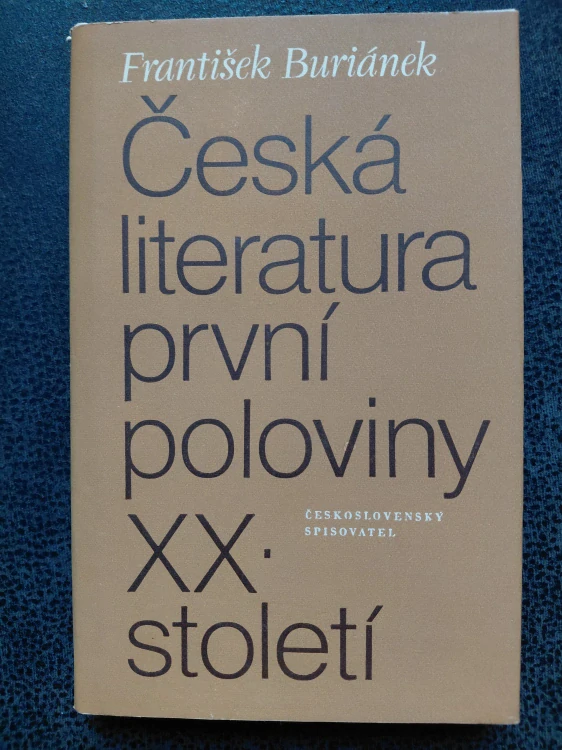 František Buriánek
Česká
literatura
první
poloviny
XX.
století
ČESKOSLOVENSKÝ
SPISOVATEL